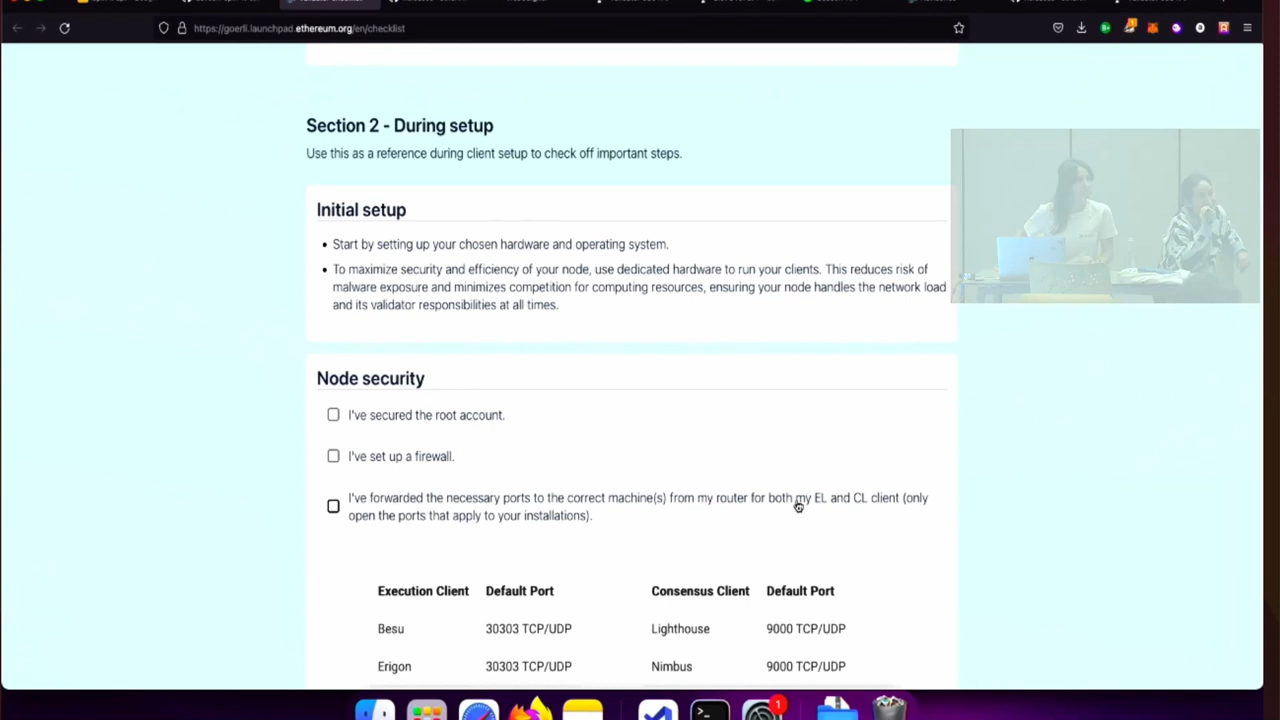 https://goerli.launchpad.ethereum.org/en/checklist
Section 2 - During setup
Use this as a reference during client setup to check off important steps.
Initial setup
• Start by setting up your chosen hardware and operating system.
• To maximize security and efficiency of your node, use dedicated hardware to run your clients. This reduces risk of
malware exposure and minimizes competition for computing resources, ensuring your node handles the network load
and its validator responsibilities at all times.
Node security
I've secured the root account.
I've set up a firewall.
I've forwarded the necessary ports to the correct machine(s) from my router for both my EL and CL client (only
open the ports that apply to your installations).
Execution Client Default Port Consensus Client Default Port
Besu 30303 TCP/UDP Lighthouse 9000 TCP/UDP
Erigon 30303 TCP/UDP Nimbus 9000 TCP/UDP
1